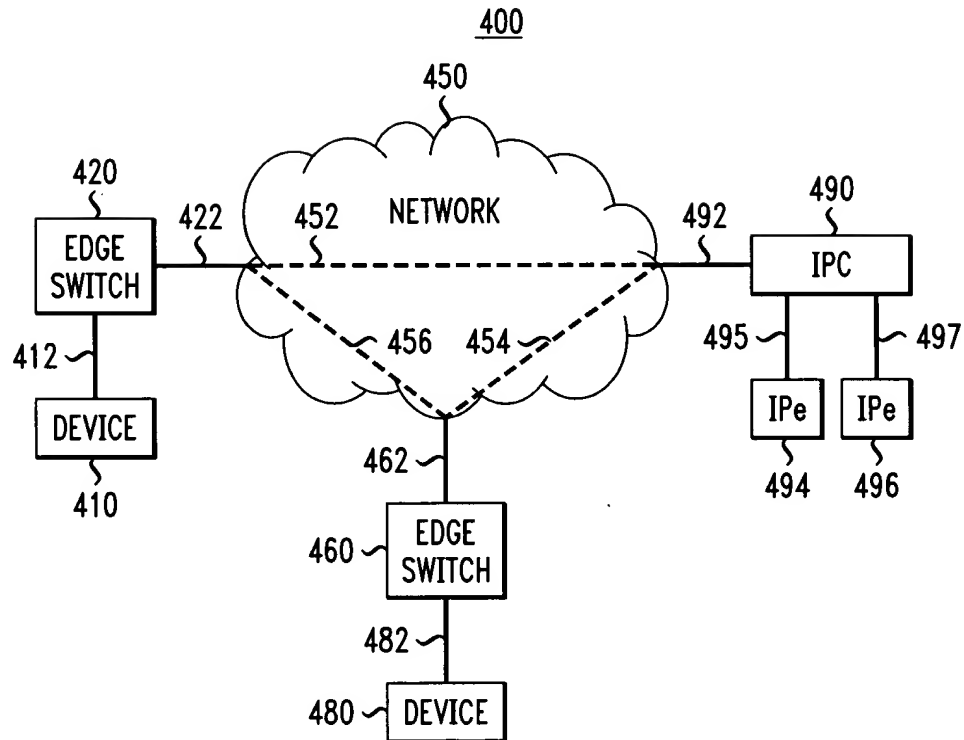 400
450
420
422
NETWORK
452
492
490
EDGE
SWITCH
IPC
412
456
454
495
497
DEVICE
IPe
IPe
410
462
494
496
460
EDGE
SWITCH
482
480
DEVICE